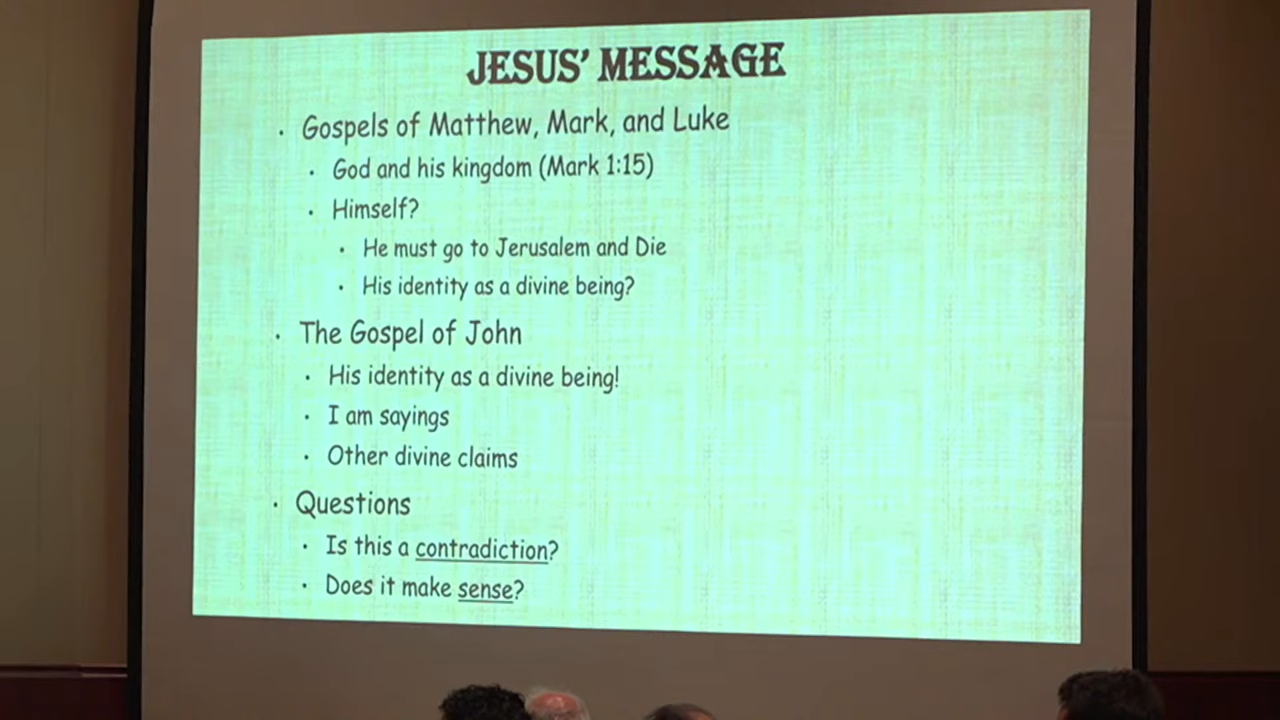 JESUS' MESSAGE
· Gospels of Matthew, Mark, and Luke
· God and his kingdom (Mark 1:15)
· Himself?
· He must go to Jerusalem and Die
· His identity as a divine being?
· The Gospel of John
· His identity as a divine being!
· I am sayings
· Other divine claims
· Questions
· Is this a contradiction?
· Does it make sense?